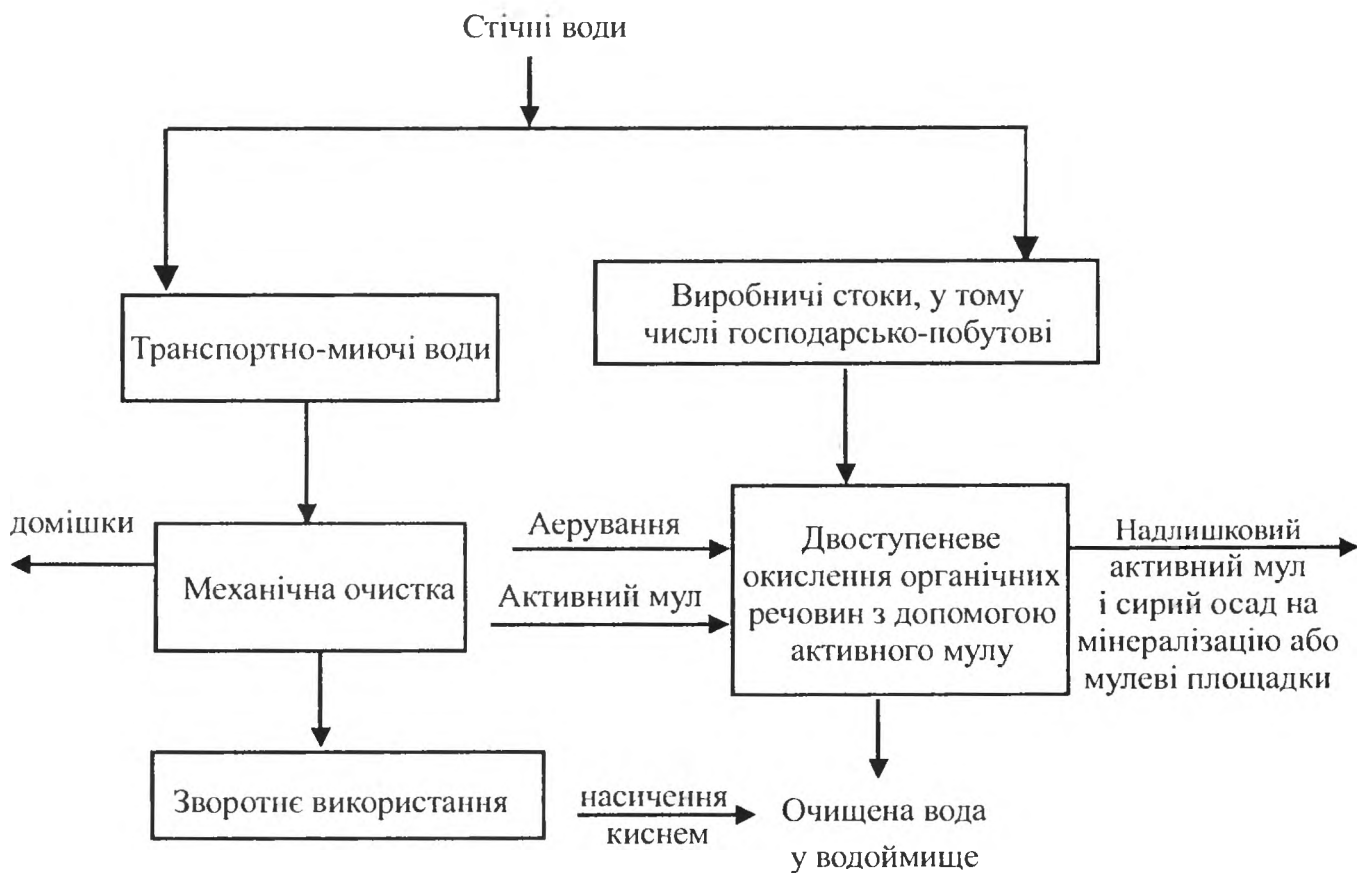 Стічні води
Транспортно-миючі води
Виробничі стоки, у тому
числі господарсько-побутові
домішки
Механічна очистка
Аерування
Активний мул
Двоступеневе
окислення органічних
речовин з допомогою
активного мулу
Надлишковий
активний мул
і сирий осад на
мінералізацію або
мулеві площадки
Зворотнє використання
насичення
киснем
Очищена вода
у водоймище